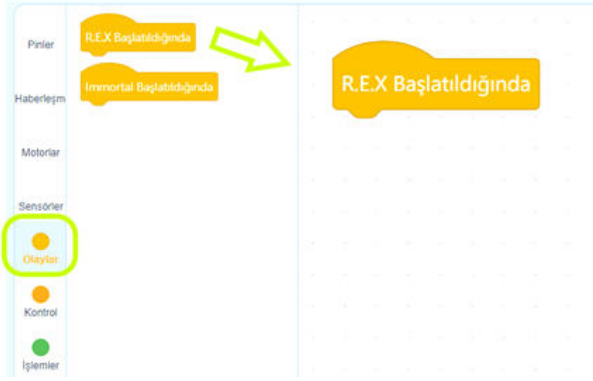 Pinler
R.E.X Başlatıldığında
Immortal Başlatıldığında
R.E.X Başlatıldığında
Haberleşm
Motorlar
Sensörler
Olaylar
Kontrol
İşlemler